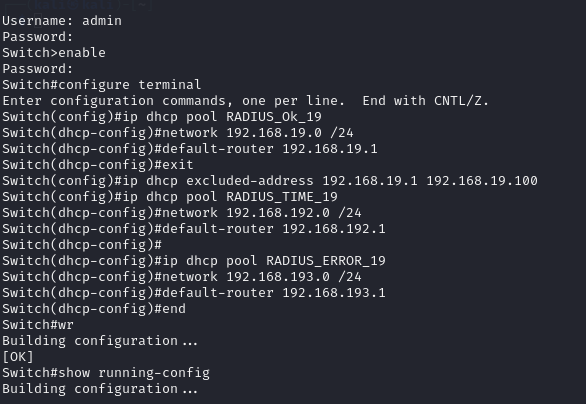 Username: admin
Password:
Switch>enable
Password:
Switch#configure terminal
Enter configuration commands, one per line.  End with CNTL/Z.
Switch(config)#ip dhcp pool RADIUS_Ok_19
Switch(dhcp-config)#network 192.168.19.0 /24
Switch(dhcp-config)#default-router 192.168.19.1
Switch(dhcp-config)#exit
Switch(config)#ip dhcp excluded-address 192.168.19.1 192.168.19.100
Switch(config)#ip dhcp pool RADIUS_TIME_19
Switch(dhcp-config)#network 192.168.192.0 /24
Switch(dhcp-config)#default-router 192.168.192.1
Switch(dhcp-config)#
Switch(dhcp-config)#ip dhcp pool RADIUS_ERROR_19
Switch(dhcp-config)#network 192.168.193.0 /24
Switch(dhcp-config)#default-router 192.168.193.1
Switch(dhcp-config)#end
Switch#wr
Building configuration...
[OK]
Switch#show running-config
Building configuration...